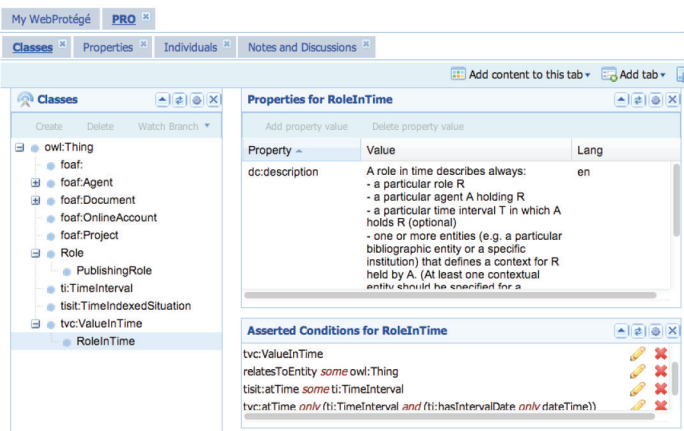 My WebProtégé PRO
Classes Properties Individuals Notes and Discussions
Add content to this tab Add tab
Classes
Create Delete Watch Branch
owl:Thing
foaf:
foaf:Agent
foaf:Document
foaf:OnlineAccount
foaf:Project
Role
PublishingRole
ti:TimeInterval
tisit:TimeIndexedSituation
tvc:ValueInTime
RoleInTime
Properties for RoleInTime
Add property value Delete property value
Property Value Lang
dc:description A role in time describes always: en
- a particular role R
- a particular agent A holding R
- a particular time interval T in which A
holds R (optional)
- one or more entities (e.g. a particular
bibliographic entity or a specific
institution) that defines a context for R
held by A. (At least one contextual
entity should be specified for a
Asserted Conditions for RoleInTime
tvc:ValueInTime
relatesToEntity some owl:Thing
tisit:atTime some ti:TimeInterval
tvc:atTime only (ti:TimeInterval and (ti:hasIntervalDate only dateTime))